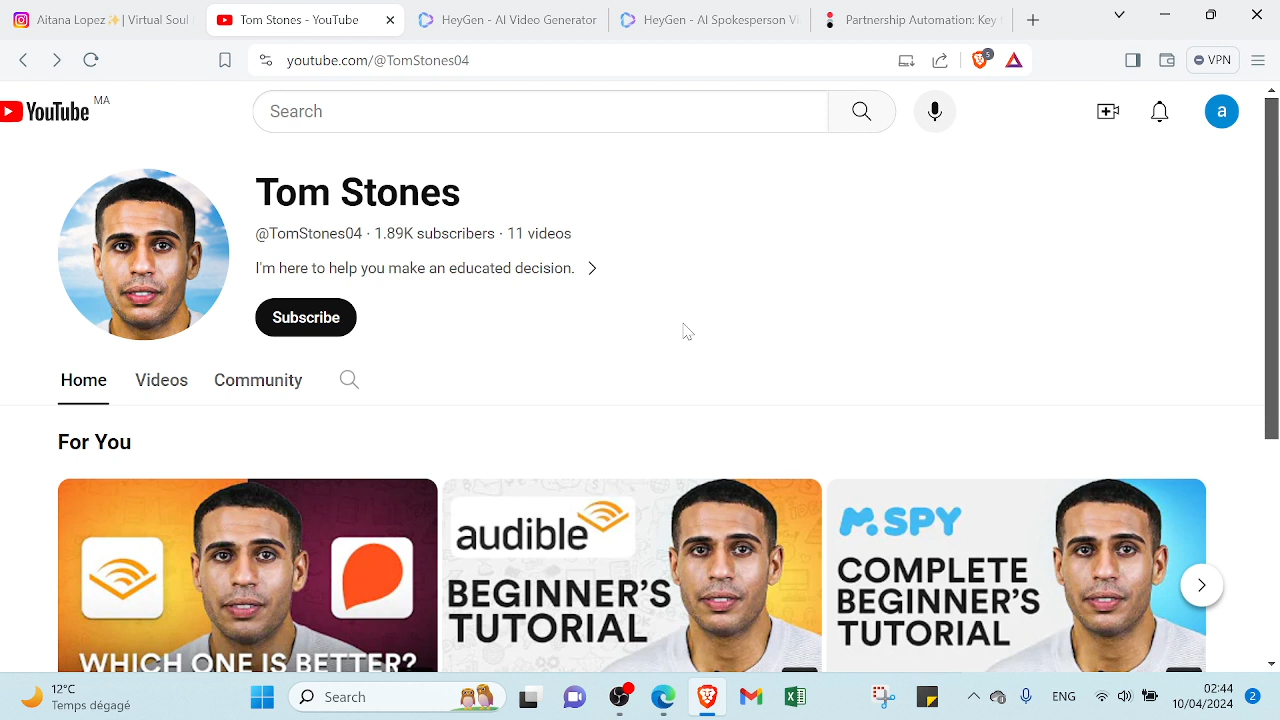 Aitana Lopez✨| Virtual Soul
Tom Stones - YouTube
HeyGen - AI Video Generator
HeyGen - AI Spokesperson Vi
Partnership Automation: Key
youtube.com/@TomStones04
5
VPN
YouTube MA
Search
a
Tom Stones
@TomStones04 · 1.89K subscribers · 11 videos
I'm here to help you make an educated decision.
Subscribe
Home Videos Community
For You
WHICH ONE IS BETTER?
audible
BEGINNER'S
TUTORIAL
M.SPY
COMPLETE
BEGINNER'S
TUTORIAL
12°C
Temps dégagé
Search
ENG
02:44
10/04/2024
2